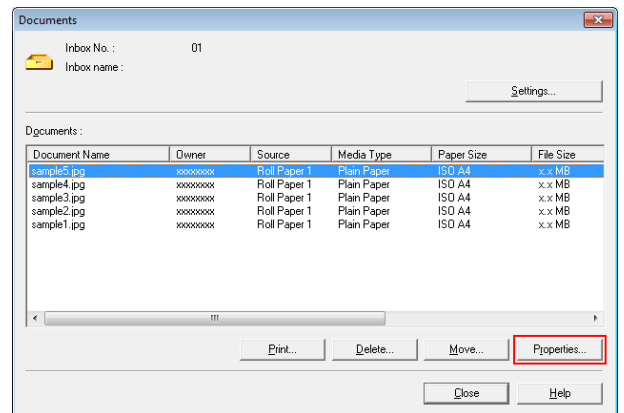 Documents
Inbox No. : 01
Inbox name :
Settings...
Documents :
Document Name Owner Source Media Type Paper Size File Size
sample5.jpg xxxxxxxx Roll Paper 1 Plain Paper ISO A4 x.x MB
sample4.jpg xxxxxxxx Roll Paper 1 Plain Paper ISO A4 x.x MB
sample3.jpg xxxxxxxx Roll Paper 1 Plain Paper ISO A4 x.x MB
sample2.jpg xxxxxxxx Roll Paper 1 Plain Paper ISO A4 x.x MB
sample1.jpg xxxxxxxx Roll Paper 1 Plain Paper ISO A4 x.x MB
Print... Delete... Move... Properties...
Close Help